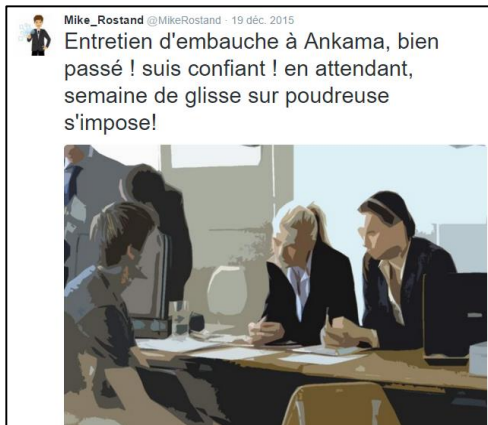 Mike_Rostand @MikeRostand · 19 déc. 2015
Entretien d'embauche à Ankama, bien
passé ! suis confiant ! en attendant,
semaine de glisse sur poudreuse
s'impose!